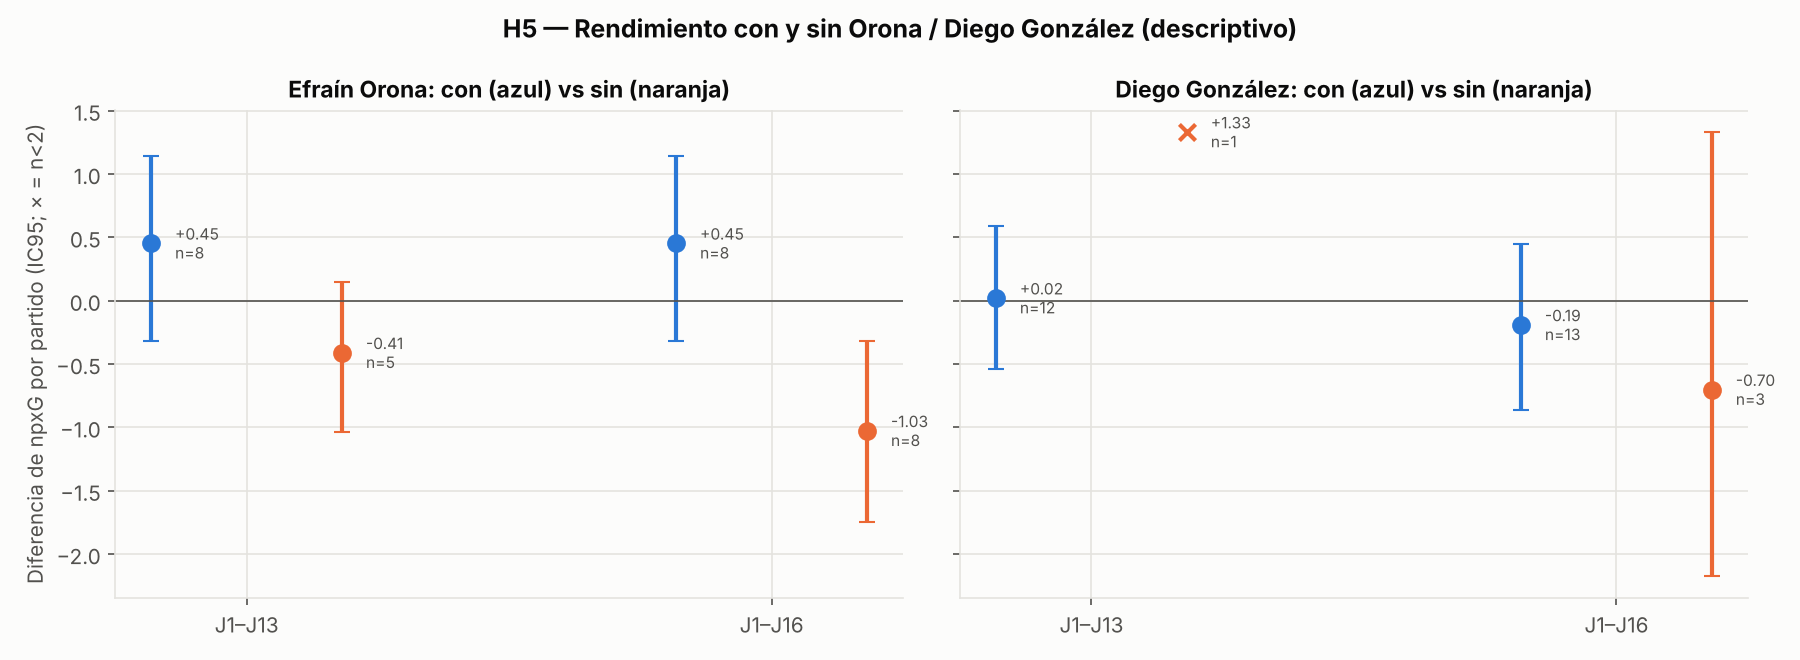 H5 — Rendimiento con y sin Orona / Diego González (descriptivo)
Efraín Orona: con (azul) vs sin (naranja)
Diferencia de npxG por partido (IC95; × = n<2)
1.5
1.0
0.5
0.0
−0.5
−1.0
−1.5
−2.0
+0.45
n=8
-0.41
n=5
+0.45
n=8
-1.03
n=8
J1–J13
J1–J16
Diego González: con (azul) vs sin (naranja)
+0.02
n=12
+1.33
n=1
-0.19
n=13
-0.70
n=3
J1–J13
J1–J16